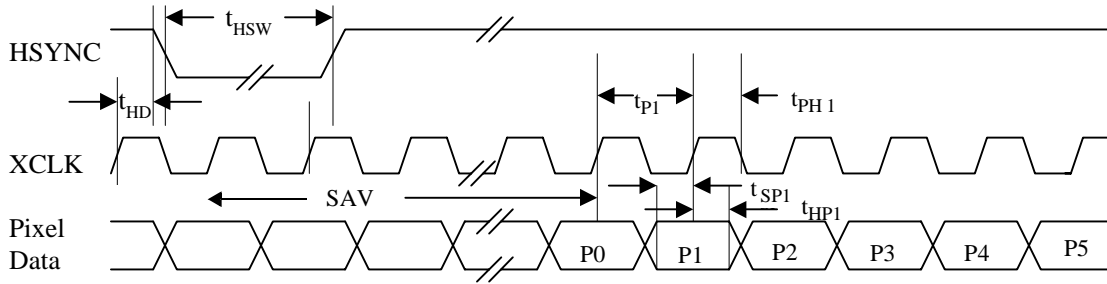 t_HSW
HSYNC
t_HD
t_P1
t_PH 1
XCLK
SAV
t_SP1
t_HP1
Pixel
Data
P0 P1 P2 P3 P4 P5